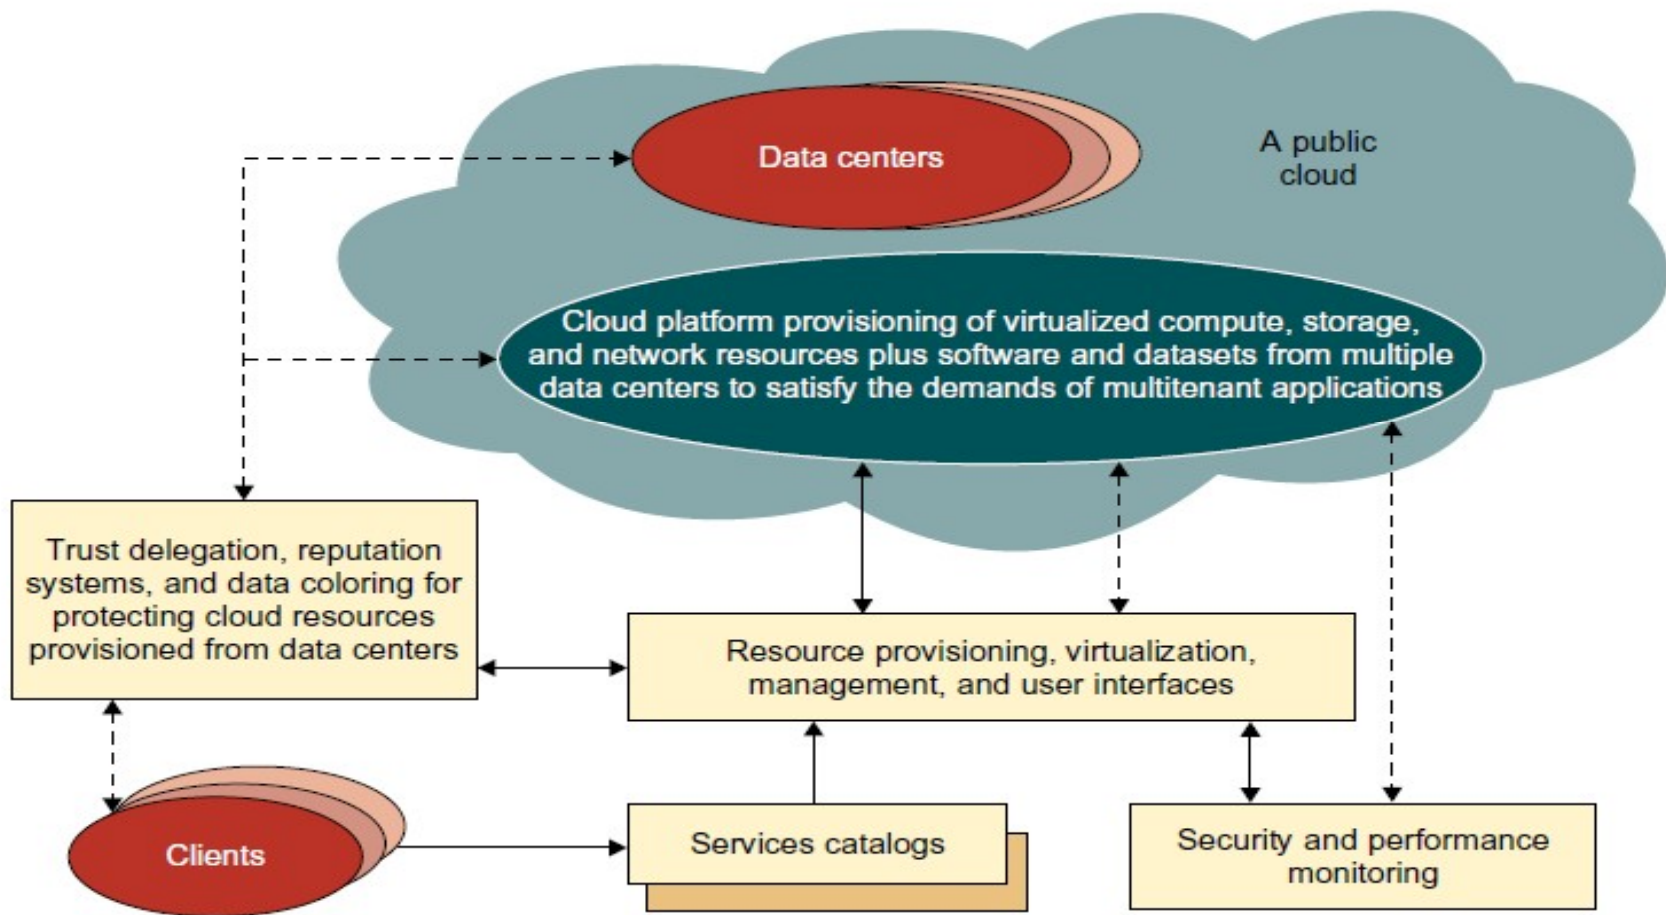 Data centers
A public
cloud
Cloud platform provisioning of virtualized compute, storage,
and network resources plus software and datasets from multiple
data centers to satisfy the demands of multitenant applications
Trust delegation, reputation
systems, and data coloring for
protecting cloud resources
provisioned from data centers
Resource provisioning, virtualization,
management, and user interfaces
Clients
Services catalogs
Security and performance
monitoring